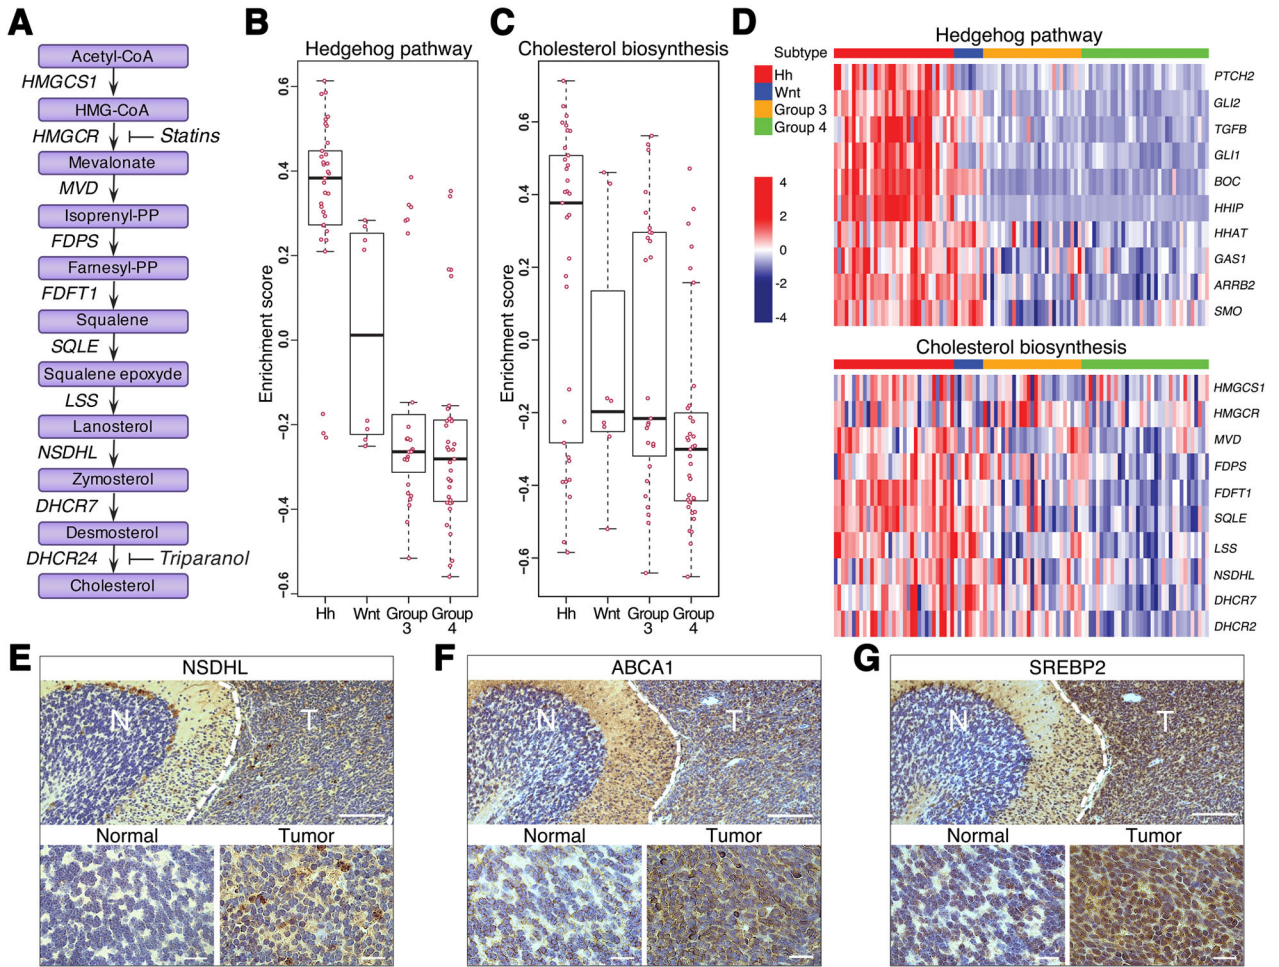 A
Acetyl-CoA
HMGCS1
HMG-CoA
HMGCR
Statins
Mevalonate
MVD
Isoprenyl-PP
FDPS
Farnesyl-PP
FDFT1
Squalene
SQLE
Squalene epoxyde
LSS
Lanosterol
NSDHL
Zymosterol
DHCR7
Desmosterol
DHCR24
Triparanol
Cholesterol
B
Hedgehog pathway
Enrichment score
0.6
0.4
0.2
0.0
−0.2
−0.4
−0.6
Hh
Wnt
Group
3
Group
4
C
Cholesterol biosynthesis
Enrichment score
0.6
0.4
0.2
0.0
−0.2
−0.4
−0.6
Hh
Wnt
Group
3
Group
4
D
Hedgehog pathway
Subtype
Hh
Wnt
Group 3
Group 4
4
2
0
-2
-4
PTCH2
GLI2
TGFB
GLI1
BOC
HHIP
HHAT
GAS1
ARRB2
SMO
Cholesterol biosynthesis
HMGCS1
HMGCR
MVD
FDPS
FDFT1
SQLE
LSS
NSDHL
DHCR7
DHCR2
E
NSDHL
N
T
Normal
Tumor
F
ABCA1
N
T
Normal
Tumor
G
SREBP2
N
T
Normal
Tumor